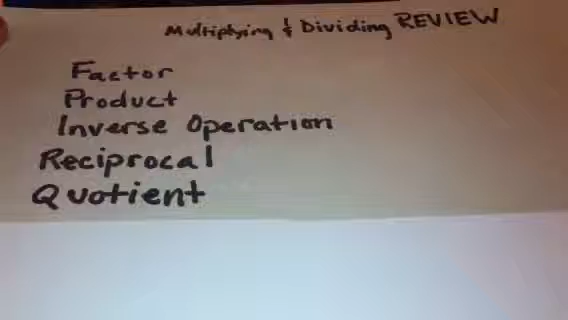 Multiplying & Dividing REVIEW
Factor
Product
Inverse Operation
Reciprocal
Quotient